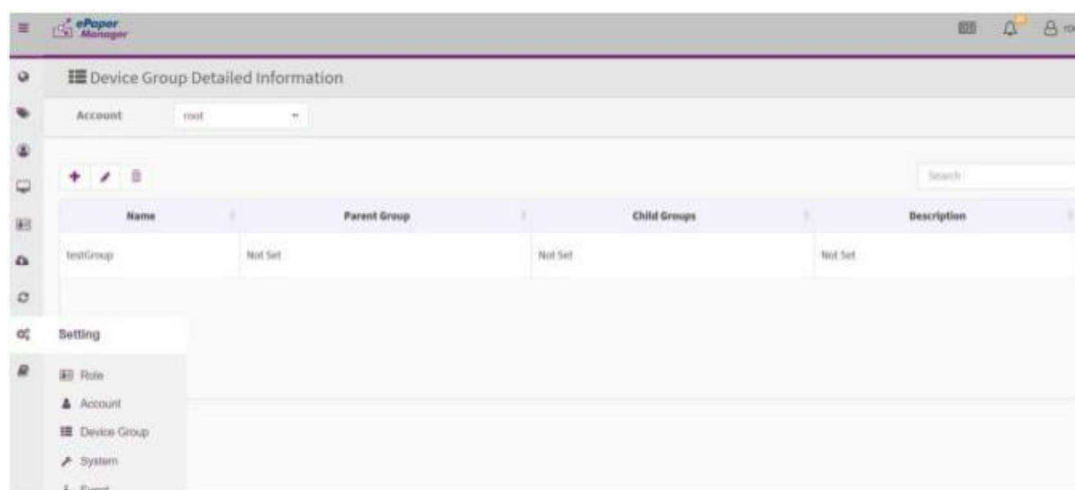 ePaper
Manager
Device Group Detailed Information
Account root
Search
Name Parent Group Child Groups Description
testGroup Not Set Not Set Not Set
Setting
Role
Account
Device Group
System
Event